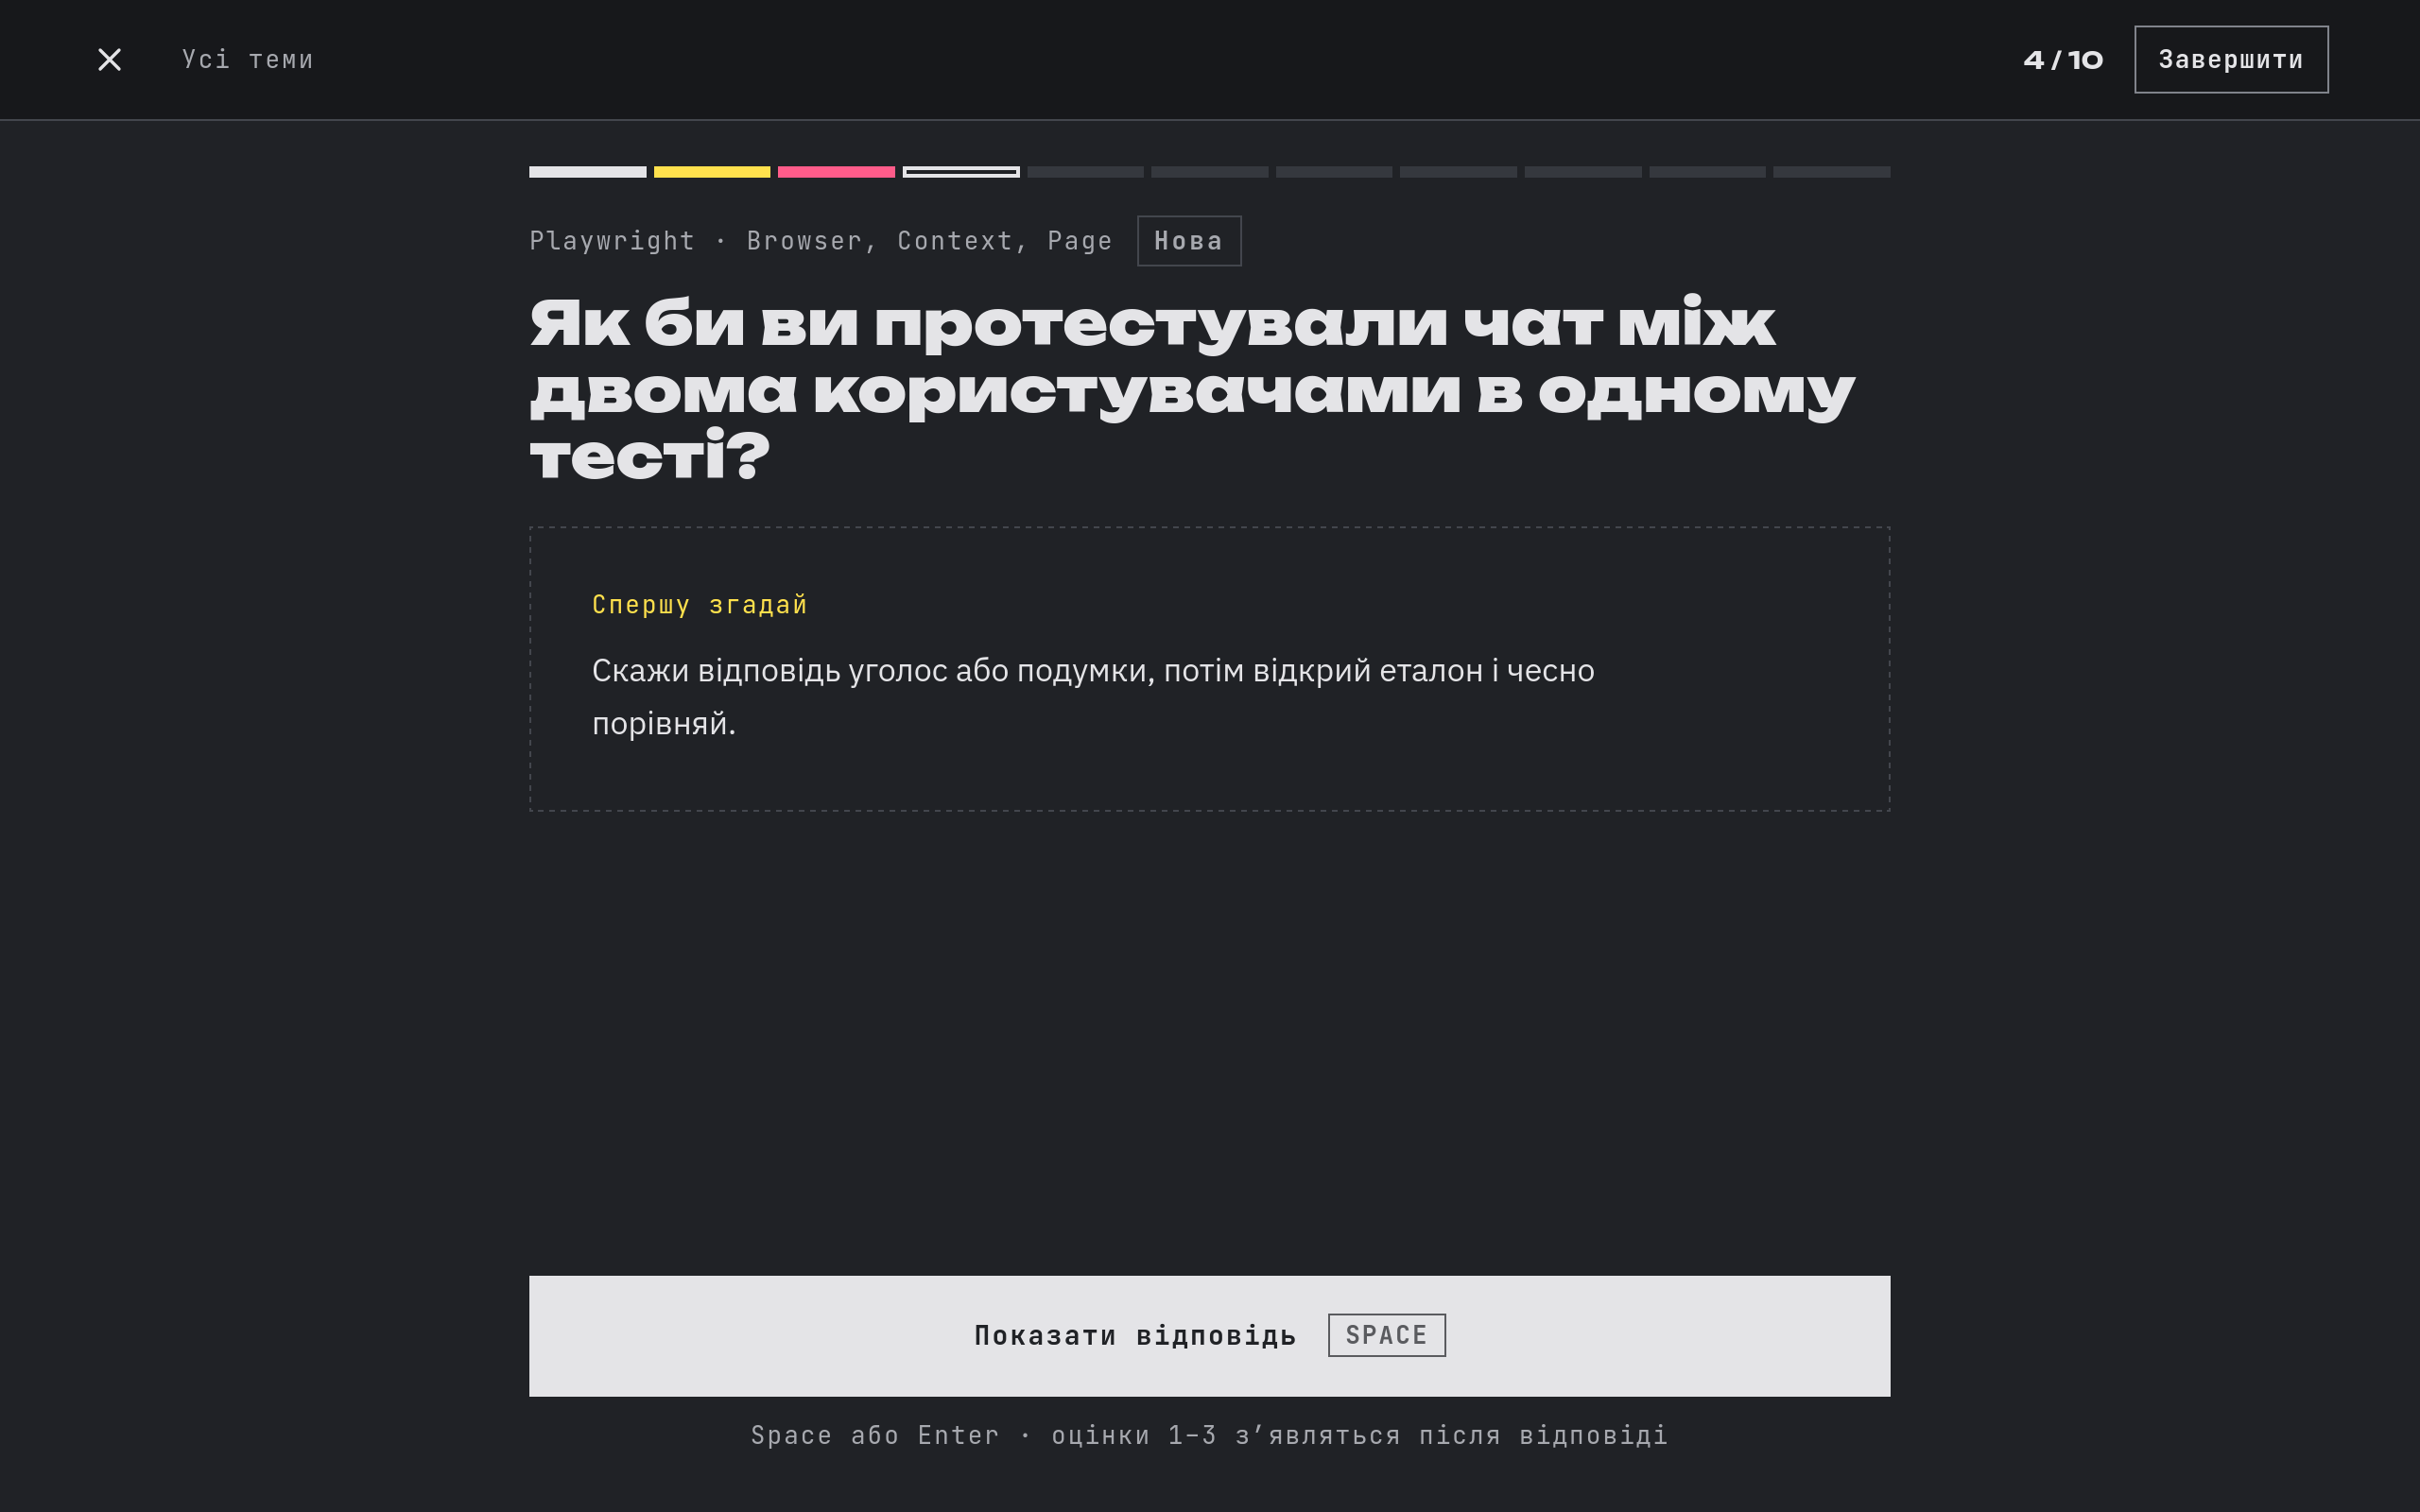 Усі теми
4 / 10
Завершити
Playwright · Browser, Context, Page
Нова
Як би ви протестували чат між
двома користувачами в одному
тесті?
Спершу згадай
Скажи відповідь уголос або подумки, потім відкрий еталон і чесно
порівняй.
Показати відповідь
SPACE
Space або Enter · оцінки 1–3 з’являться після відповіді